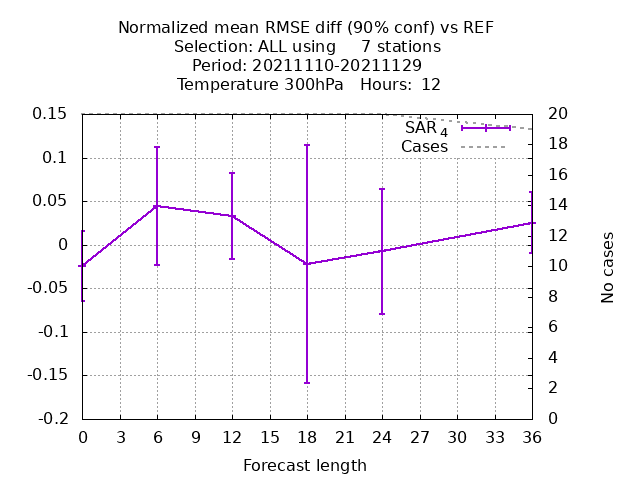 Normalized mean RMSE diff (90% conf) vs REF
Selection: ALL using     7 stations
Period: 20211110-20211129
Temperature 300hPa   Hours:  12
SAR 4
Cases
0.15
0.1
0.05
0
-0.05
-0.1
-0.15
-0.2
20
18
16
14
12
10
8
6
4
2
0
No cases
0 3 6 9 12 15 18 21 24 27 30 33 36
Forecast length